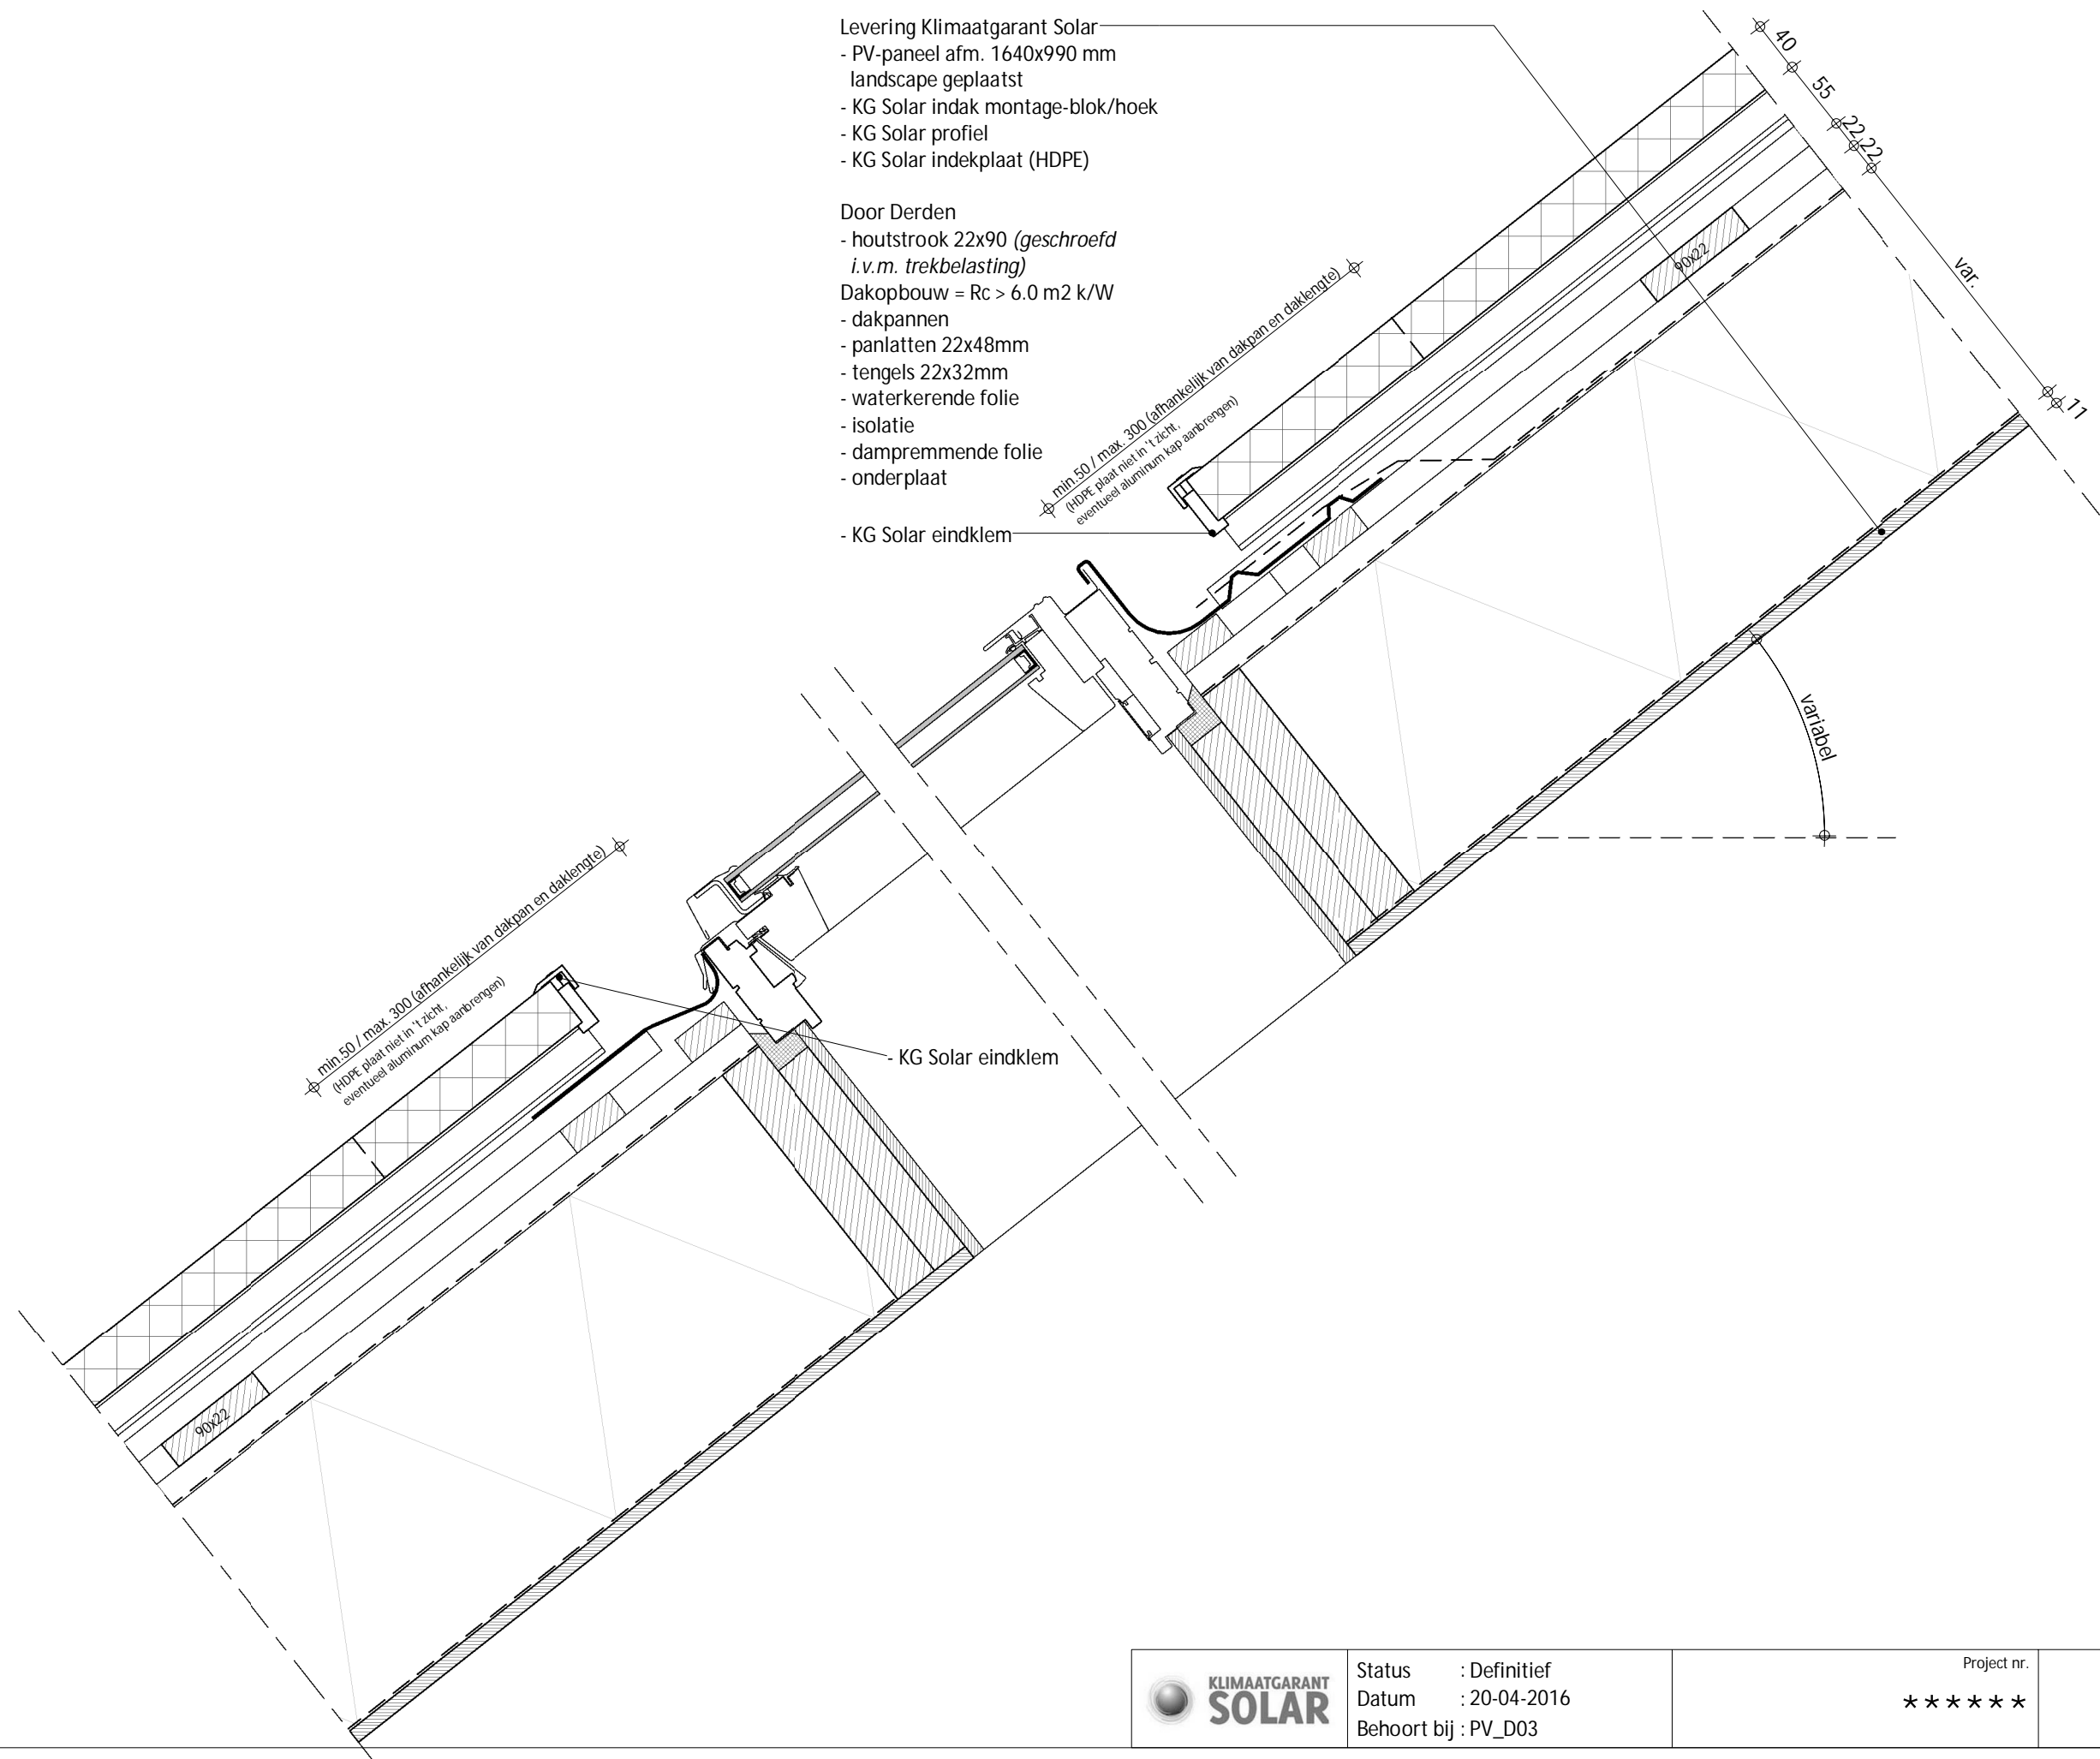 Levering Klimaatgarant Solar
- PV-paneel afm. 1640x990 mm
landscape geplaatst
- KG Solar indak montage-blok/hoek
- KG Solar profiel
- KG Solar indekplaat (HDPE)
Door Derden
- houtstrook 22x90 (geschroefd
i.v.m. trekbelasting)
Dakopbouw = Rc > 6.0 m2 k/W
- dakpannen
- panlatten 22x48mm
- tengels 22x32mm
- waterkerende folie
- isolatie
- dampremmende folie
- onderplaat
- KG Solar eindklem
40
55
22
22
var.
11
90x22
min.50 / max. 300 (afhankelijk van dakpan en daklengte)
(HDPE plaat niet in 't zicht,
eventueel aluminum kap aanbrengen)
variabel
min.50 / max. 300 (afhankelijk van dakpan en daklengte)
(HDPE plaat niet in 't zicht,
eventueel aluminum kap aanbrengen)
- KG Solar eindklem
90x22
KLIMAATGARANT
SOLAR
Status : Definitief
Datum : 20-04-2016
Behoort bij : PV_D03
Project nr.
******